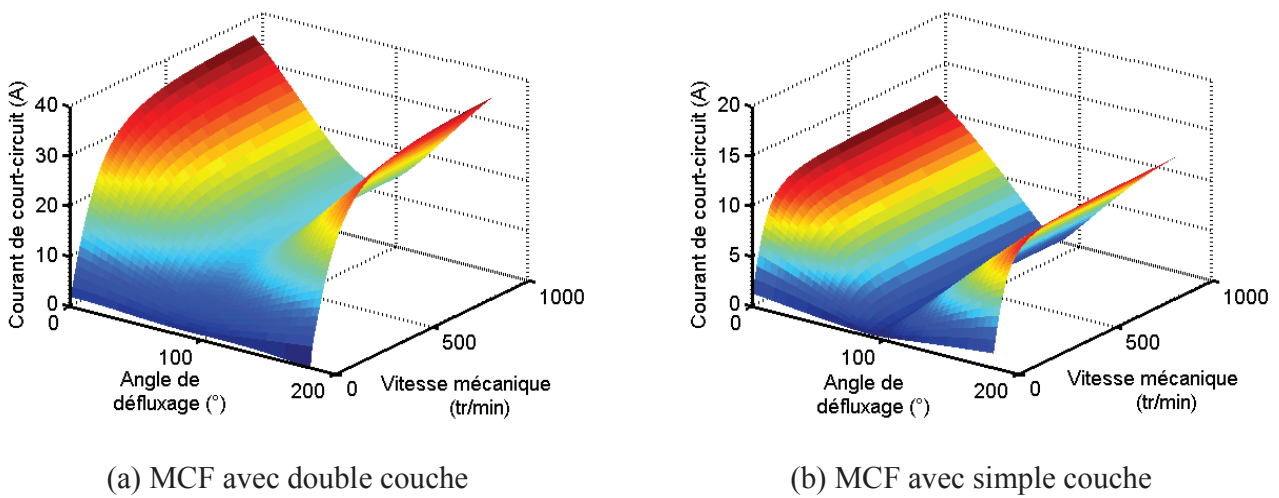 Courant de court-circuit (A)
40
30
20
10
0
0
100
200
Angle de
défluxage (°)
0
500
1000
Vitesse mécanique
(tr/min)
(a) MCF avec double couche
Courant de court-circuit (A)
20
15
10
5
0
0
100
200
Angle de
défluxage (°)
0
500
1000
Vitesse mécanique
(tr/min)
(b) MCF avec simple couche